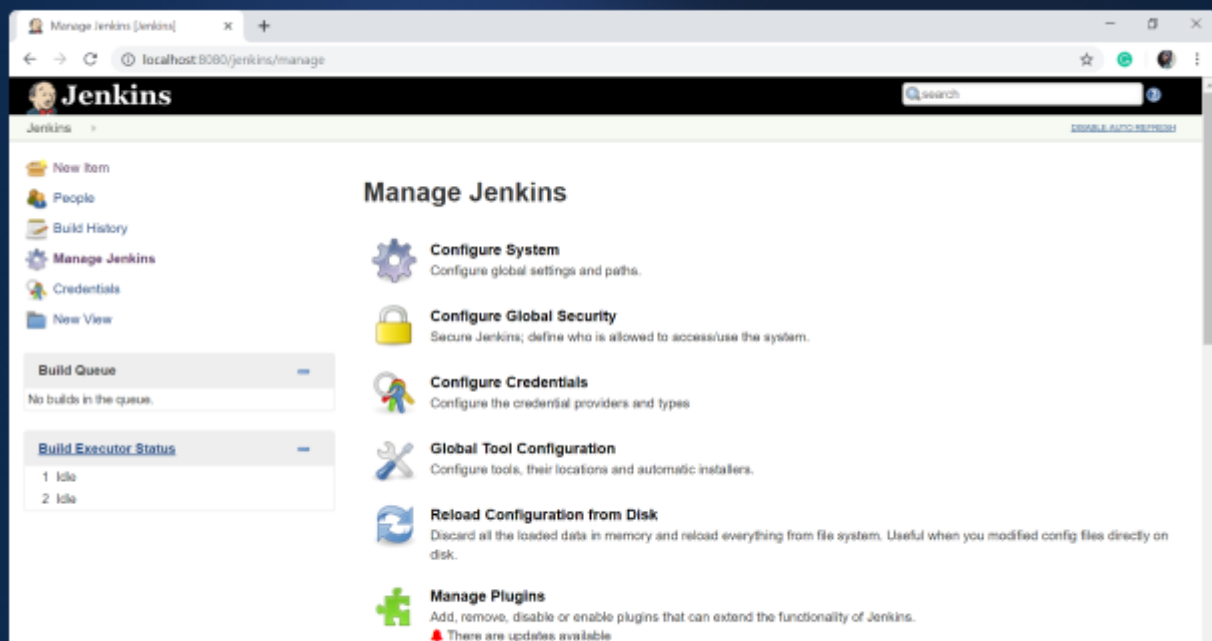 Manage Jenkins [Jenkins]
localhost:8080/jenkins/manage
Jenkins
search
Jenkins
DISABLE AUTO REFRESH
New Item
People
Build History
Manage Jenkins
Credentials
New View
Build Queue
No builds in the queue.
Build Executor Status
1 Idle
2 Idle
Manage Jenkins
Configure System
Configure global settings and paths.
Configure Global Security
Secure Jenkins; define who is allowed to access/use the system.
Configure Credentials
Configure the credential providers and types
Global Tool Configuration
Configure tools, their locations and automatic installers.
Reload Configuration from Disk
Discard all the loaded data in memory and reload everything from file system. Useful when you modified config files directly on
disk.
Manage Plugins
Add, remove, disable or enable plugins that can extend the functionality of Jenkins.
There are updates available